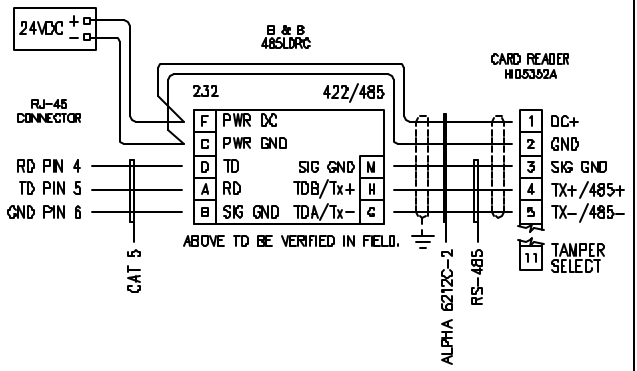 24VDC + -
B & B
485LDRC
CARD READER
HID5352A
RJ-45
CONNECTOR
232 422/485
F PWR DC
C PWR GND
D TD SIG GND M
A RD TDB/Tx+ H
B SIG GND TDA/Tx- G
RD PIN 4
TD PIN 5
GND PIN 6
1 DC+
2 GND
3 SIG GND
4 TX+/485+
5 TX-/485-
11 TAMPER
SELECT
ABOVE TO BE VERIFIED IN FIELD.
CAT 5
ALPHA 6212C-2
RS-485